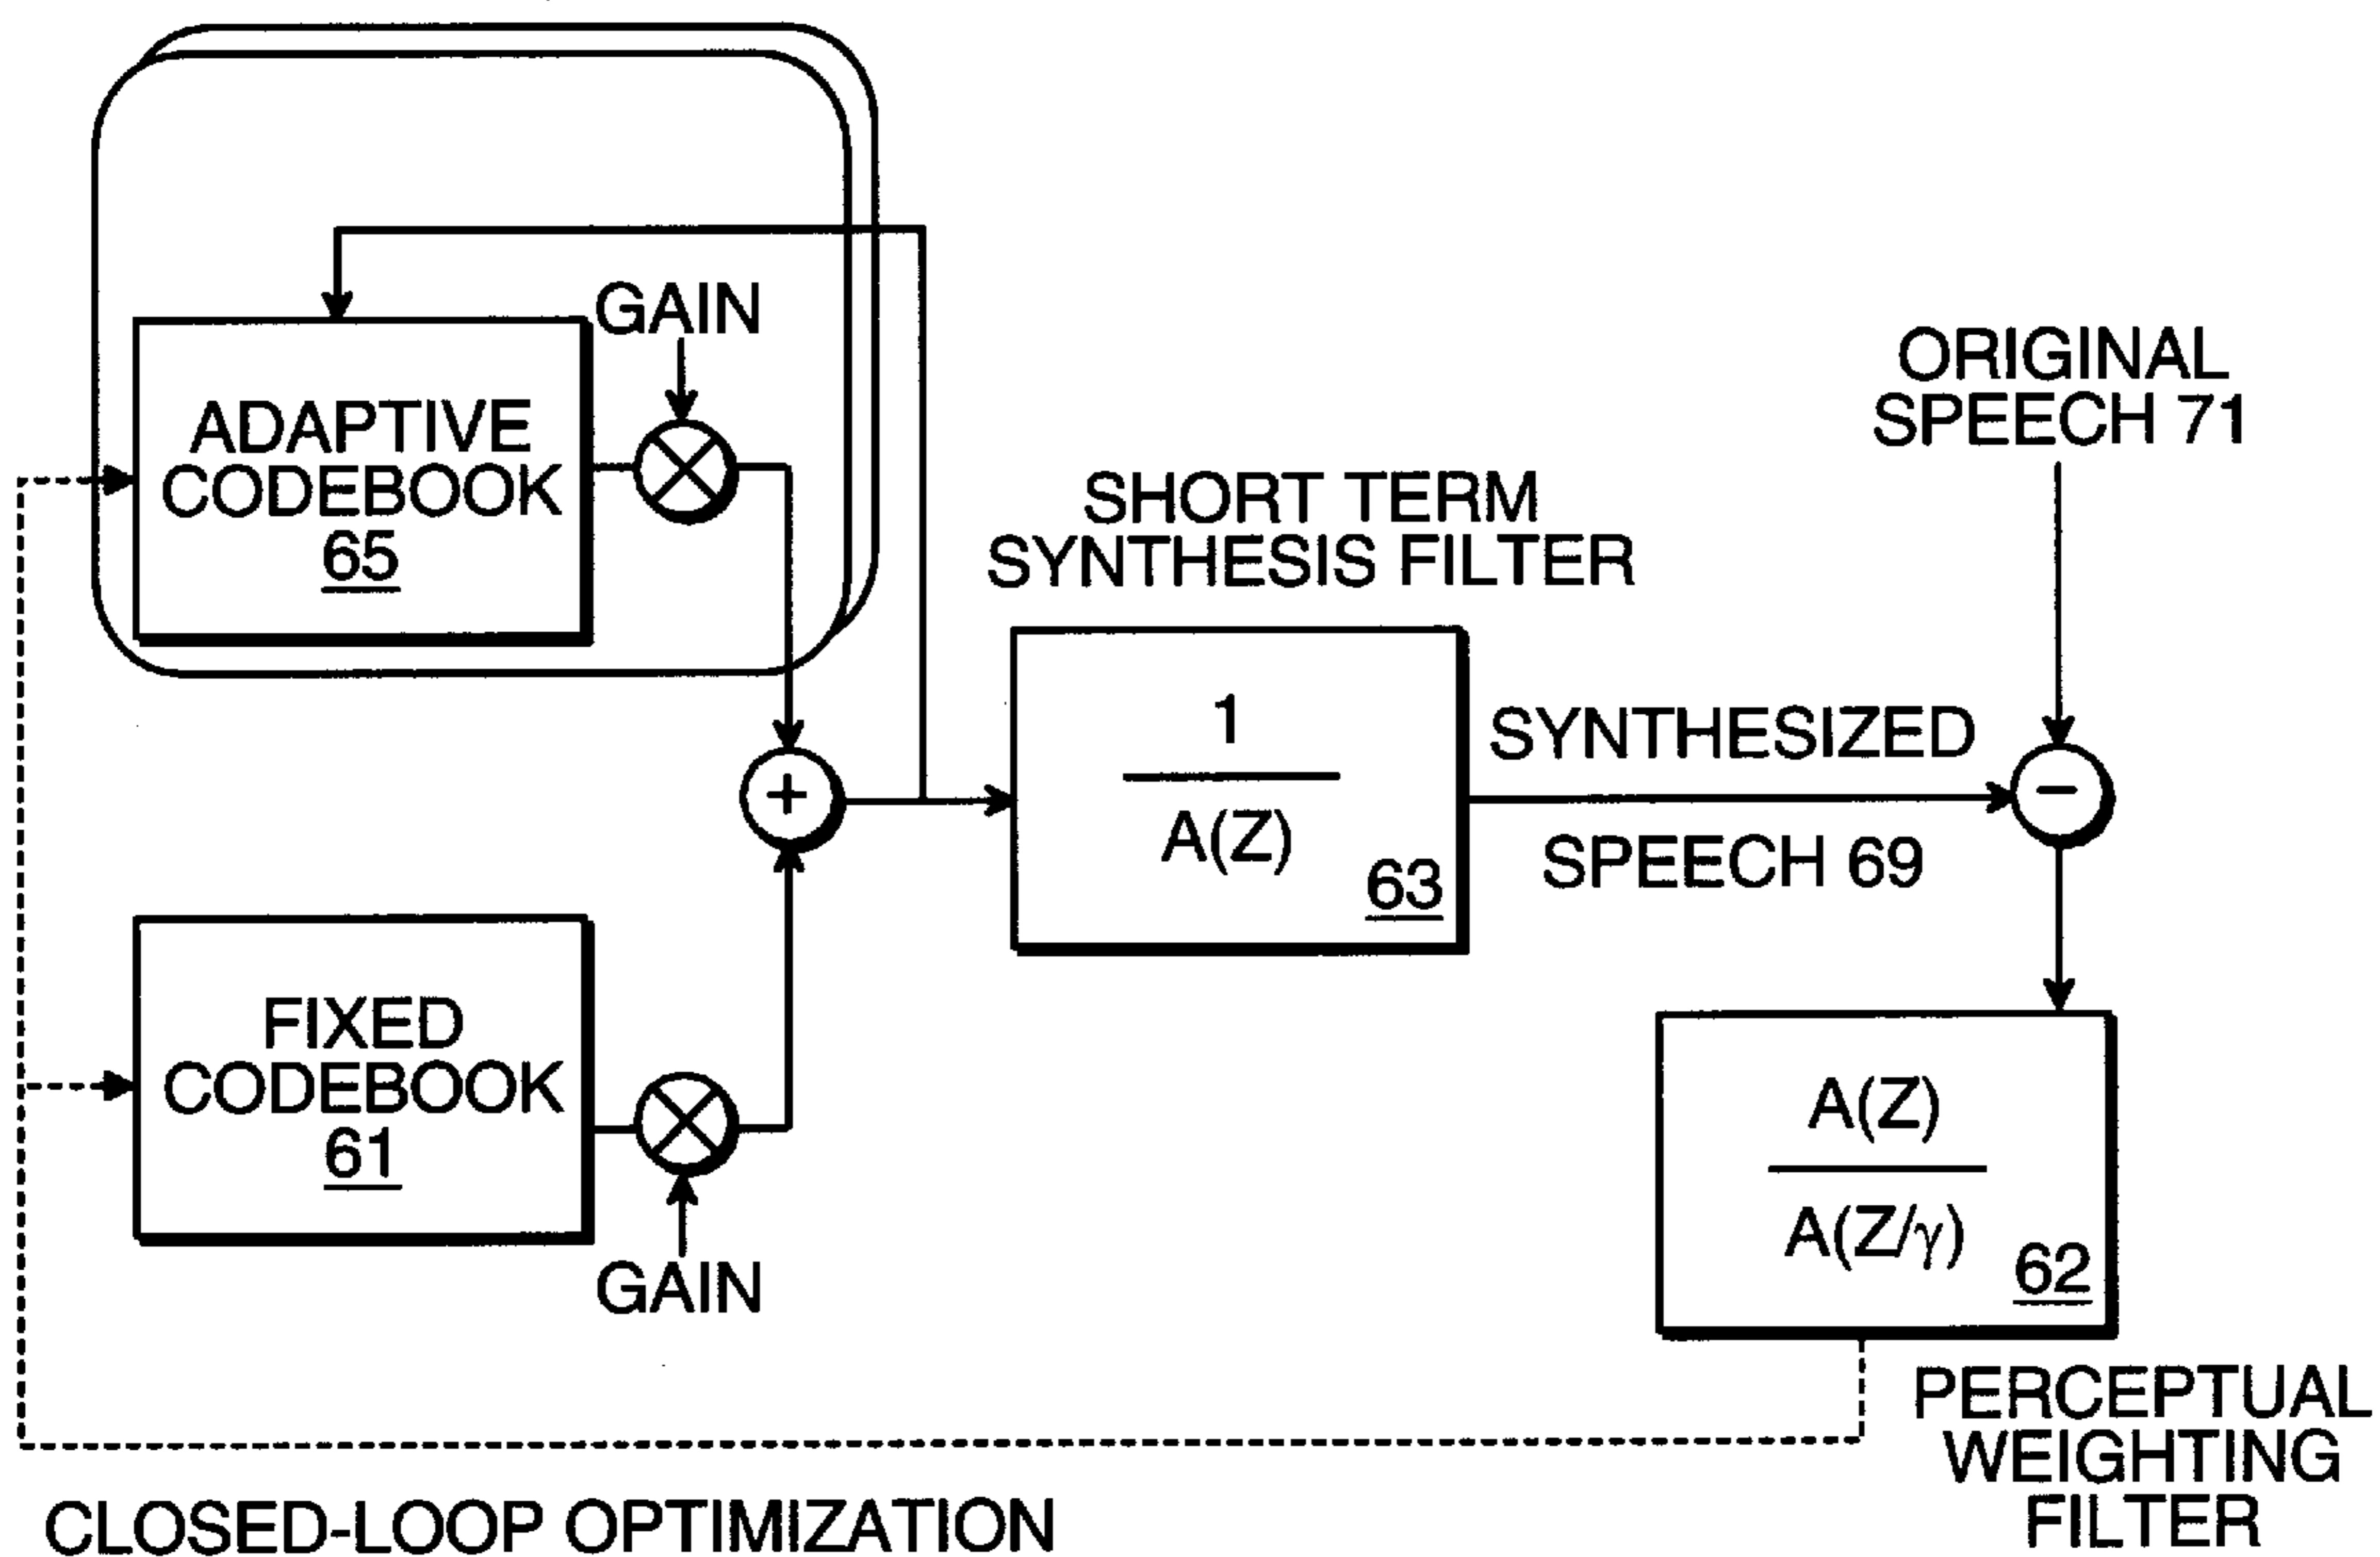 GAIN
ADAPTIVE
CODEBOOK
65
ORIGINAL
SPEECH 71
SHORT TERM
SYNTHESIS FILTER
1
A(Z)
63
SYNTHESIZED
SPEECH 69
+
−
FIXED
CODEBOOK
61
GAIN
A(Z)
A(Z/γ)
62
PERCEPTUAL
WEIGHTING
FILTER
CLOSED-LOOP OPTIMIZATION